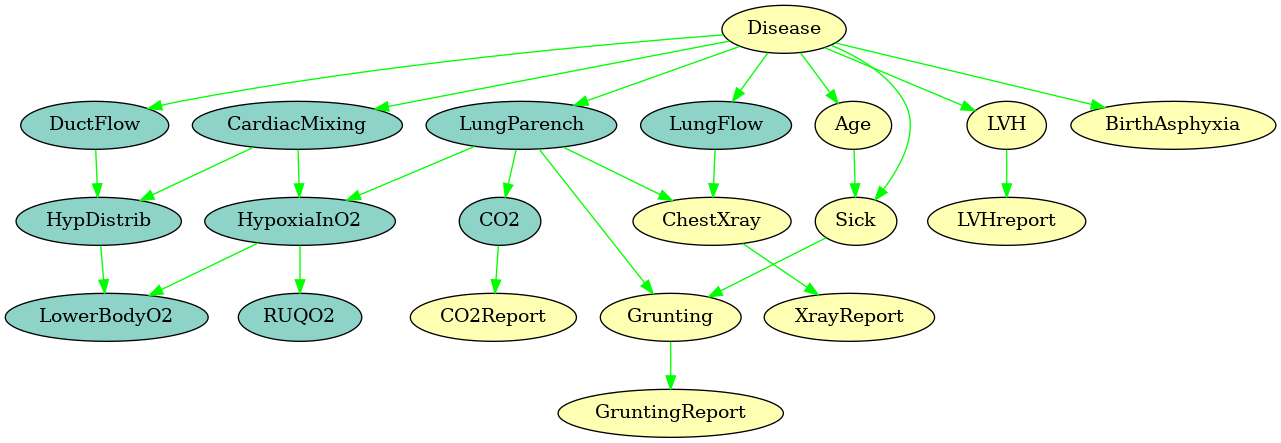 Disease
DuctFlow
CardiacMixing
LungParench
LungFlow
Age
LVH
BirthAsphyxia
HypDistrib
HypoxiaInO2
CO2
ChestXray
Sick
LVHreport
LowerBodyO2
RUQO2
CO2Report
Grunting
XrayReport
GruntingReport